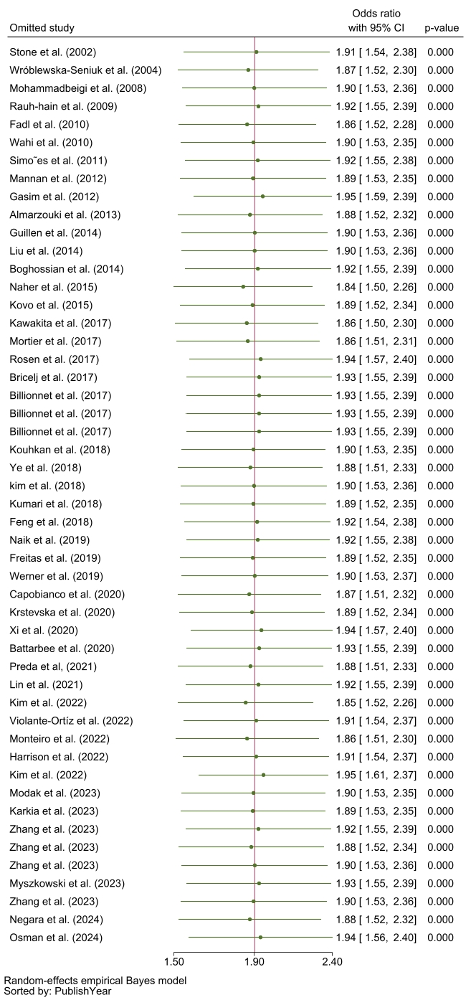 Odds ratio
Omitted study with 95% CI p-value
Stone et al. (2002) 1.91 [ 1.54, 2.38] 0.000
Wróblewska-Seniuk et al. (2004) 1.87 [ 1.52, 2.30] 0.000
Mohammadbeigi et al. (2008) 1.90 [ 1.53, 2.36] 0.000
Rauh-hain et al. (2009) 1.92 [ 1.55, 2.39] 0.000
Fadl et al. (2010) 1.86 [ 1.52, 2.28] 0.000
Wahi et al. (2010) 1.90 [ 1.53, 2.35] 0.000
Simo˜es et al. (2011) 1.92 [ 1.55, 2.38] 0.000
Mannan et al. (2012) 1.89 [ 1.53, 2.35] 0.000
Gasim et al. (2012) 1.95 [ 1.59, 2.39] 0.000
Almarzouki et al. (2013) 1.88 [ 1.52, 2.32] 0.000
Guillen et al. (2014) 1.90 [ 1.53, 2.36] 0.000
Liu et al. (2014) 1.90 [ 1.53, 2.36] 0.000
Boghossian et al. (2014) 1.92 [ 1.55, 2.39] 0.000
Naher et al. (2015) 1.84 [ 1.50, 2.26] 0.000
Kovo et al. (2015) 1.89 [ 1.52, 2.34] 0.000
Kawakita et al. (2017) 1.86 [ 1.50, 2.30] 0.000
Mortier et al. (2017) 1.86 [ 1.51, 2.31] 0.000
Rosen et al. (2017) 1.94 [ 1.57, 2.40] 0.000
Bricelj et al. (2017) 1.93 [ 1.55, 2.39] 0.000
Billionnet et al. (2017) 1.93 [ 1.55, 2.39] 0.000
Billionnet et al. (2017) 1.93 [ 1.55, 2.39] 0.000
Billionnet et al. (2017) 1.93 [ 1.55, 2.39] 0.000
Kouhkan et al. (2018) 1.90 [ 1.53, 2.35] 0.000
Ye et al. (2018) 1.88 [ 1.51, 2.33] 0.000
kim et al. (2018) 1.90 [ 1.53, 2.36] 0.000
Kumari et al. (2018) 1.89 [ 1.52, 2.35] 0.000
Feng et al. (2018) 1.92 [ 1.54, 2.38] 0.000
Naik et al. (2019) 1.92 [ 1.55, 2.38] 0.000
Freitas et al. (2019) 1.89 [ 1.52, 2.35] 0.000
Werner et al. (2019) 1.90 [ 1.53, 2.37] 0.000
Capobianco et al. (2020) 1.87 [ 1.51, 2.32] 0.000
Krstevska et al. (2020) 1.89 [ 1.52, 2.34] 0.000
Xi et al. (2020) 1.94 [ 1.57, 2.40] 0.000
Battarbee et al. (2020) 1.93 [ 1.55, 2.39] 0.000
Preda et al, (2021) 1.88 [ 1.51, 2.33] 0.000
Lin et al. (2021) 1.92 [ 1.55, 2.39] 0.000
Kim et al. (2022) 1.85 [ 1.52, 2.26] 0.000
Violante-Ortíz et al. (2022) 1.91 [ 1.54, 2.37] 0.000
Monteiro et al. (2022) 1.86 [ 1.51, 2.30] 0.000
Harrison et al. (2022) 1.91 [ 1.54, 2.37] 0.000
Kim et al. (2022) 1.95 [ 1.61, 2.37] 0.000
Modak et al. (2023) 1.90 [ 1.53, 2.35] 0.000
Karkia et al. (2023) 1.89 [ 1.53, 2.35] 0.000
Zhang et al. (2023) 1.92 [ 1.55, 2.39] 0.000
Zhang et al. (2023) 1.88 [ 1.52, 2.34] 0.000
Zhang et al. (2023) 1.90 [ 1.53, 2.36] 0.000
Myszkowski et al. (2023) 1.93 [ 1.55, 2.39] 0.000
Zhang et al. (2023) 1.90 [ 1.53, 2.36] 0.000
Negara et al. (2024) 1.88 [ 1.52, 2.32] 0.000
Osman et al. (2024) 1.94 [ 1.56, 2.40] 0.000
1.50 1.90 2.40
Random-effects empirical Bayes model
Sorted by: PublishYear